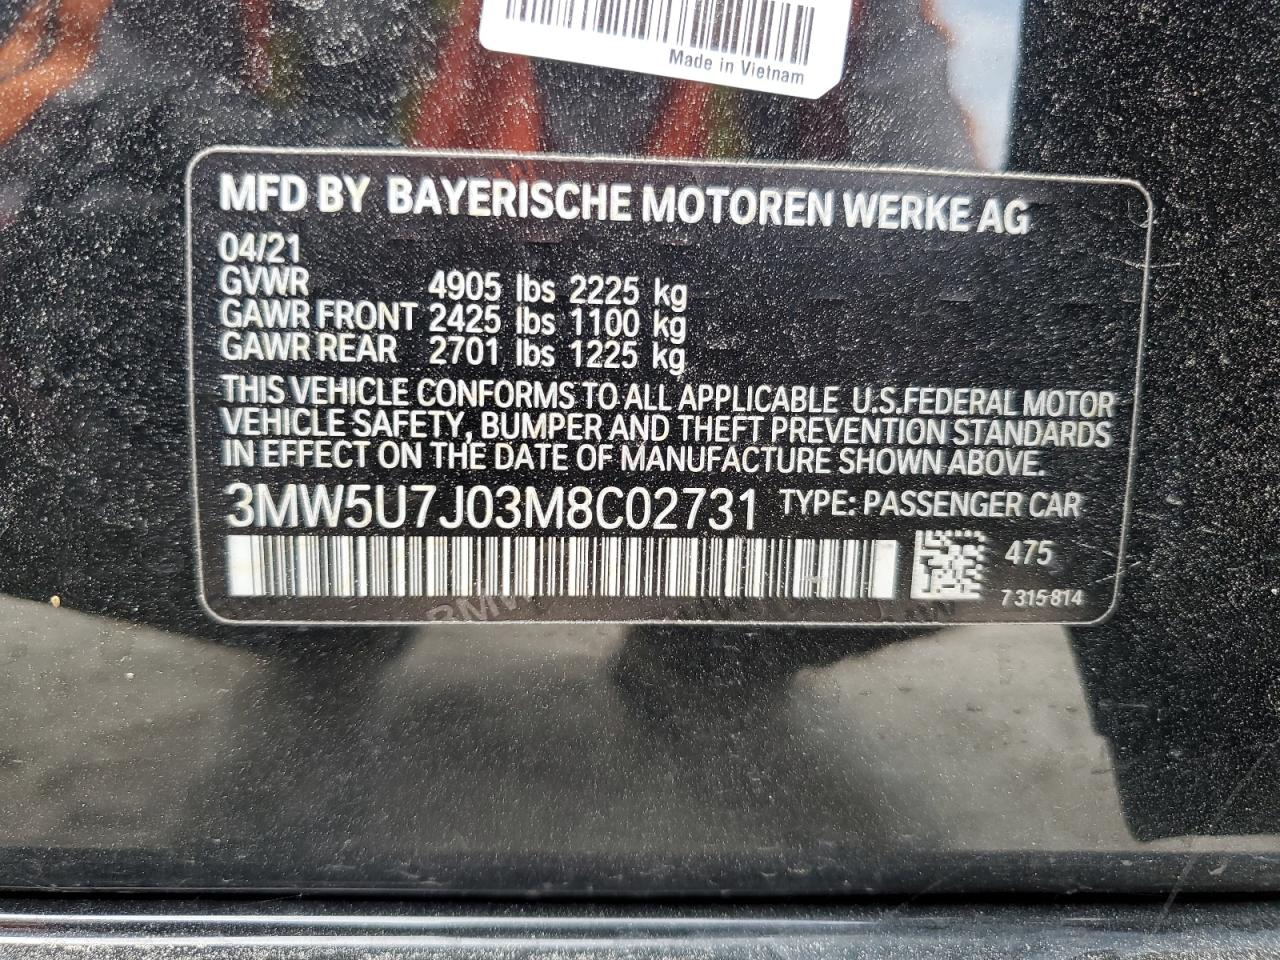 Made in Vietnam
MFD BY BAYERISCHE MOTOREN WERKE AG
04/21
GVWR 4905 lbs 2225 kg
GAWR FRONT 2425 lbs 1100 kg
GAWR REAR 2701 lbs 1225 kg
THIS VEHICLE CONFORMS TO ALL APPLICABLE U.S.FEDERAL MOTOR
VEHICLE SAFETY, BUMPER AND THEFT PREVENTION STANDARDS
IN EFFECT ON THE DATE OF MANUFACTURE SHOWN ABOVE.
3MW5U7J03M8C02731 TYPE: PASSENGER CAR
475
7 315 814
BMW